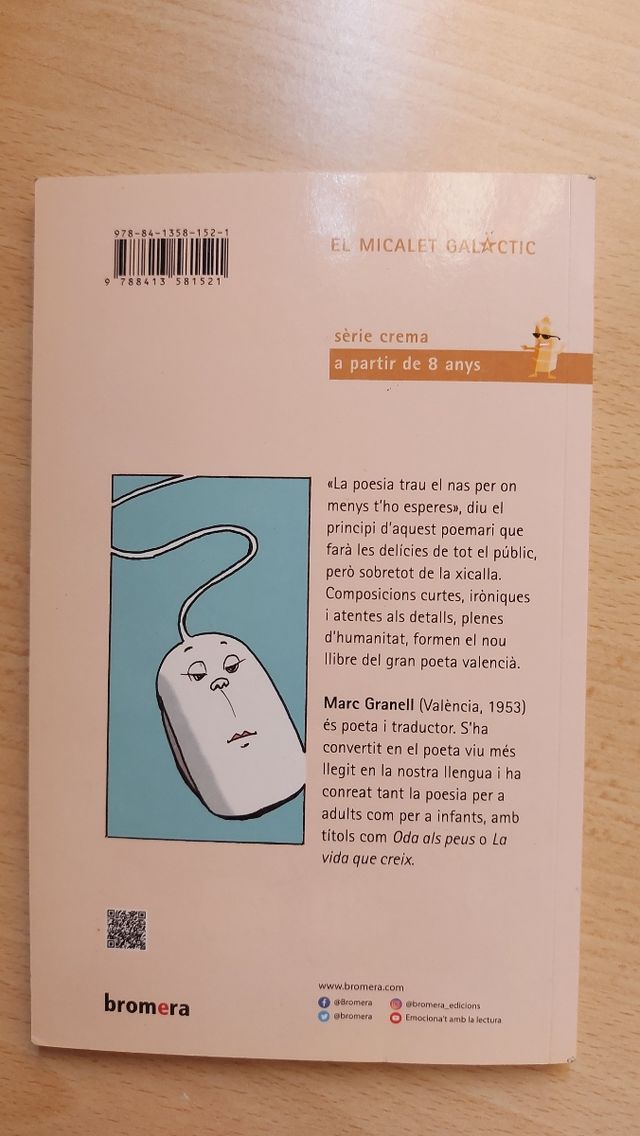 978-84-1358-152-1
9 788413 581521
EL MICALET GALÀCTIC
sèrie crema
a partir de 8 anys
«La poesia trau el nas per on
menys t'ho esperes», diu el
principi d'aquest poemari que
farà les delícies de tot el públic,
però sobretot de la xicalla.
Composicions curtes, iròniques
i atentes als detalls, plenes
d'humanitat, formen el nou
llibre del gran poeta valencià.
Marc Granell (València, 1953)
és poeta i traductor. S'ha
convertit en el poeta viu més
llegit en la nostra llengua i ha
conreat tant la poesia per a
adults com per a infants, amb
títols com Oda als peus o La
vida que creix.
bromera
www.bromera.com
@Bromera
@bromera_edicions
@bromera
Emociona't amb la lectura